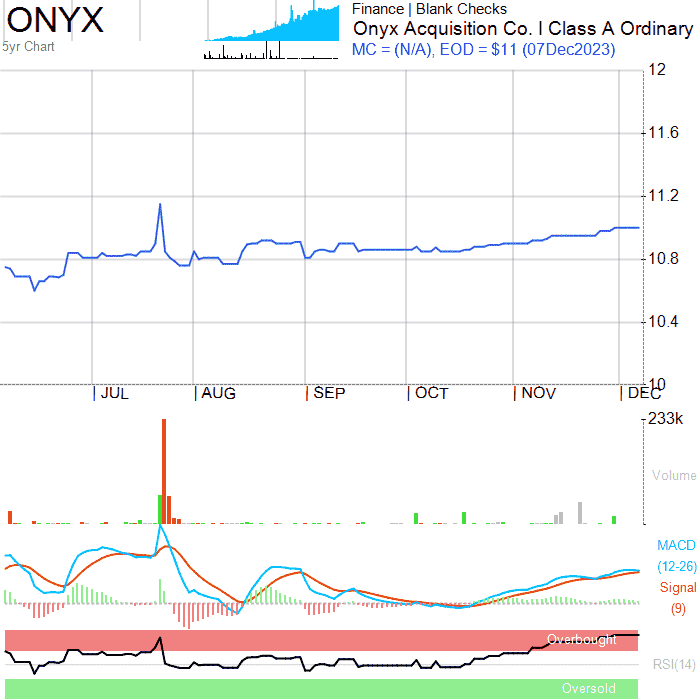 ONYX
5yr Chart
Finance | Blank Checks
Onyx Acquisition Co. I Class A Ordinary
MC = (N/A), EOD = $11 (07Dec2023)
12
11.6
11.2
10.8
10.4
10
JUL AUG SEP OCT NOV DEC
233k
Volume
MACD
(12-26)
Signal
(9)
Overbought
RSI(14)
Oversold